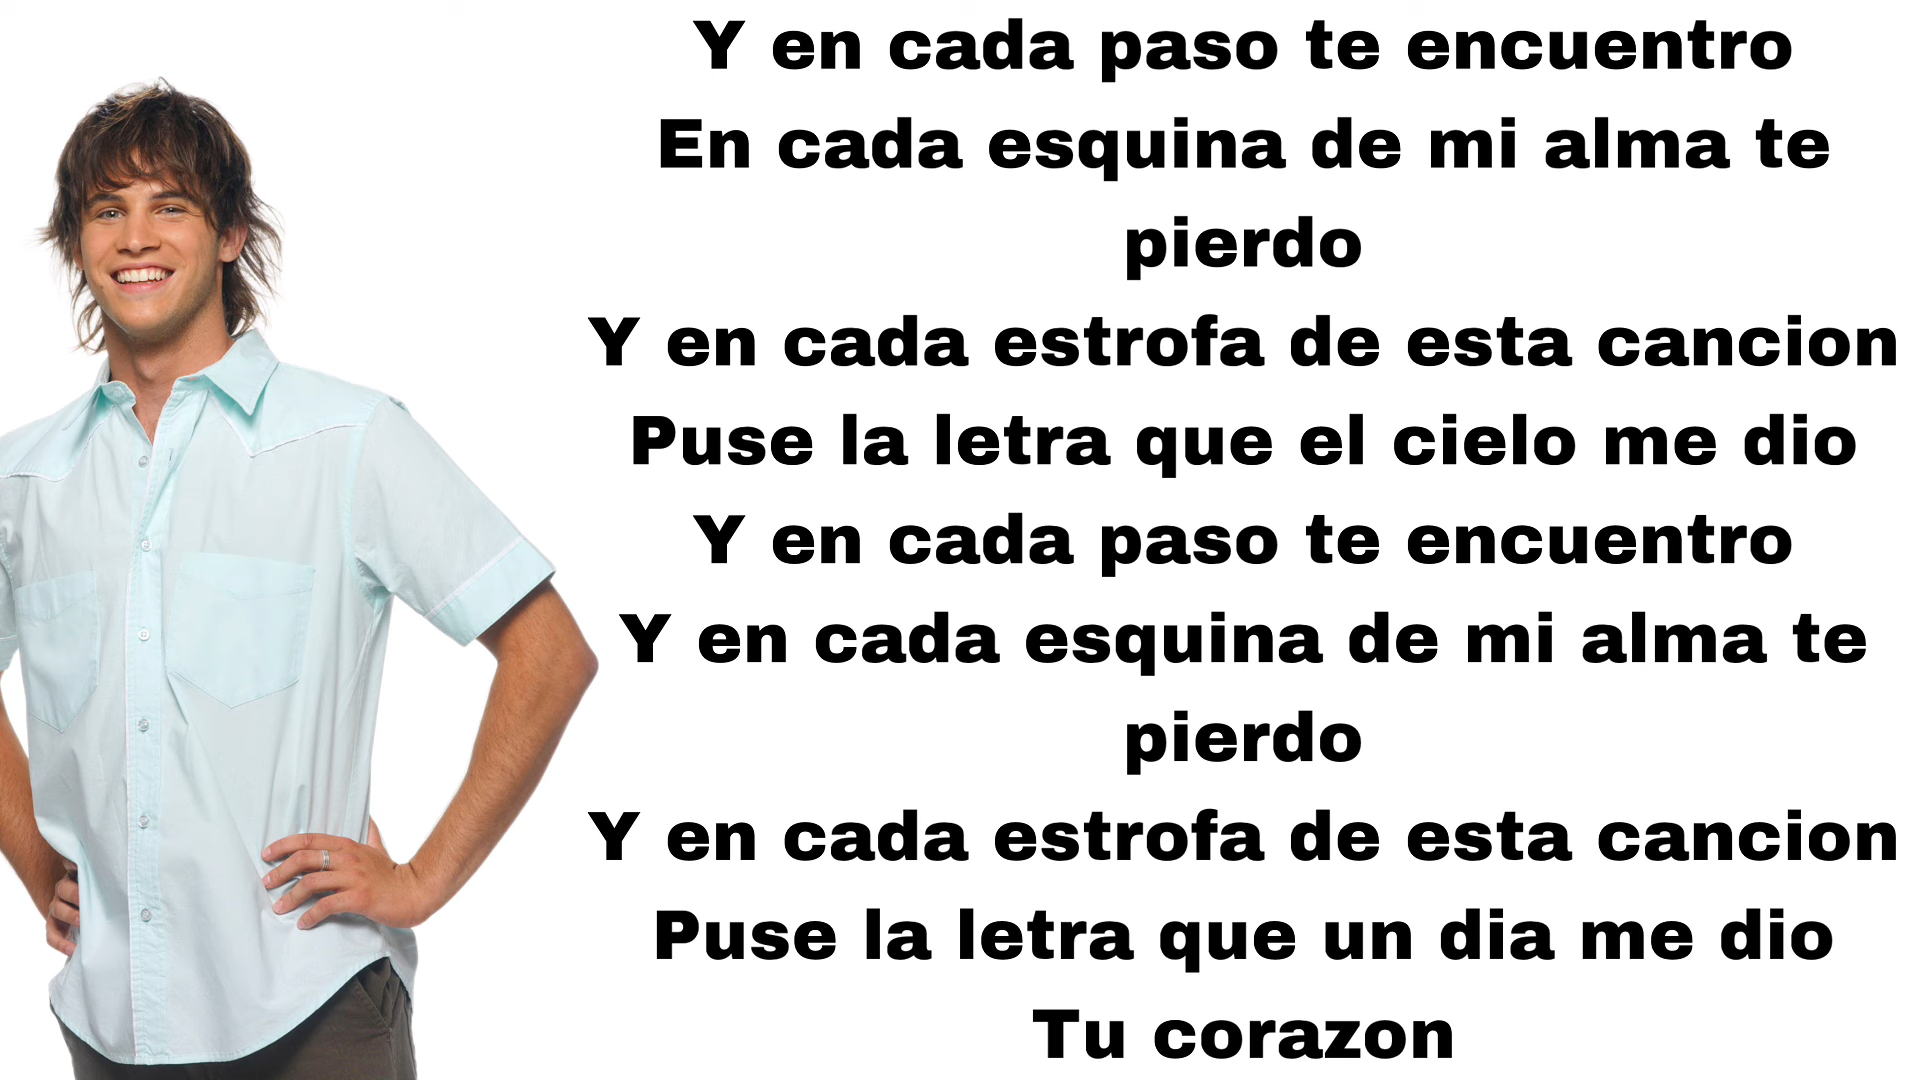 Y en cada paso te encuentro
En cada esquina de mi alma te
pierdo
Y en cada estrofa de esta cancion
Puse la letra que el cielo me dio
Y en cada paso te encuentro
Y en cada esquina de mi alma te
pierdo
Y en cada estrofa de esta cancion
Puse la letra que un dia me dio
Tu corazon